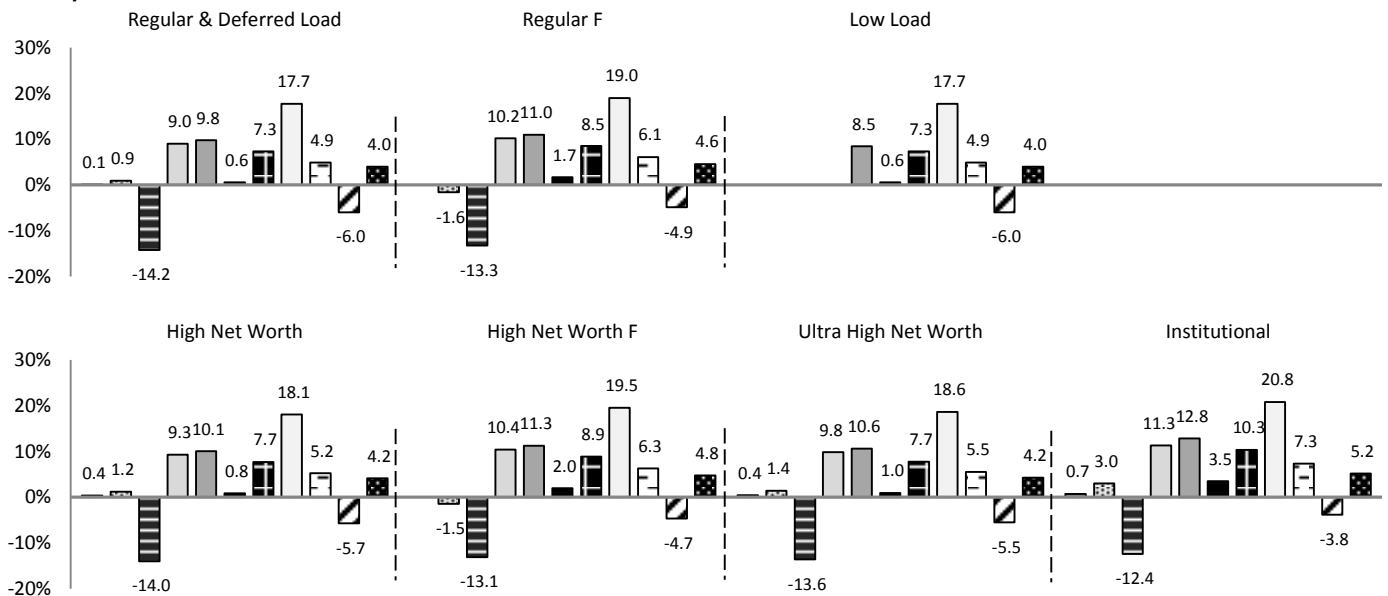 Regular & Deferred Load Regular F Low Load
30%
20%
10%
0%
-10%
-20%
0.1 0.9 -14.2 9.0 9.8 0.6 7.3 17.7 4.9 -6.0 4.0
-1.6 -13.3 10.2 11.0 1.7 8.5 19.0 6.1 -4.9 4.6
8.5 0.6 7.3 17.7 4.9 -6.0 4.0
High Net Worth High Net Worth F Ultra High Net Worth Institutional
30%
20%
10%
0%
-10%
-20%
0.4 1.2 -14.0 9.3 10.1 0.8 7.7 18.1 5.2 -5.7 4.2
-1.5 -13.1 10.4 11.3 2.0 8.9 19.5 6.3 -4.7 4.8
0.4 1.4 -13.6 9.8 10.6 1.0 7.7 18.6 5.5 -5.5 4.2
0.7 3.0 -12.4 11.3 12.8 3.5 10.3 20.8 7.3 -3.8 5.2